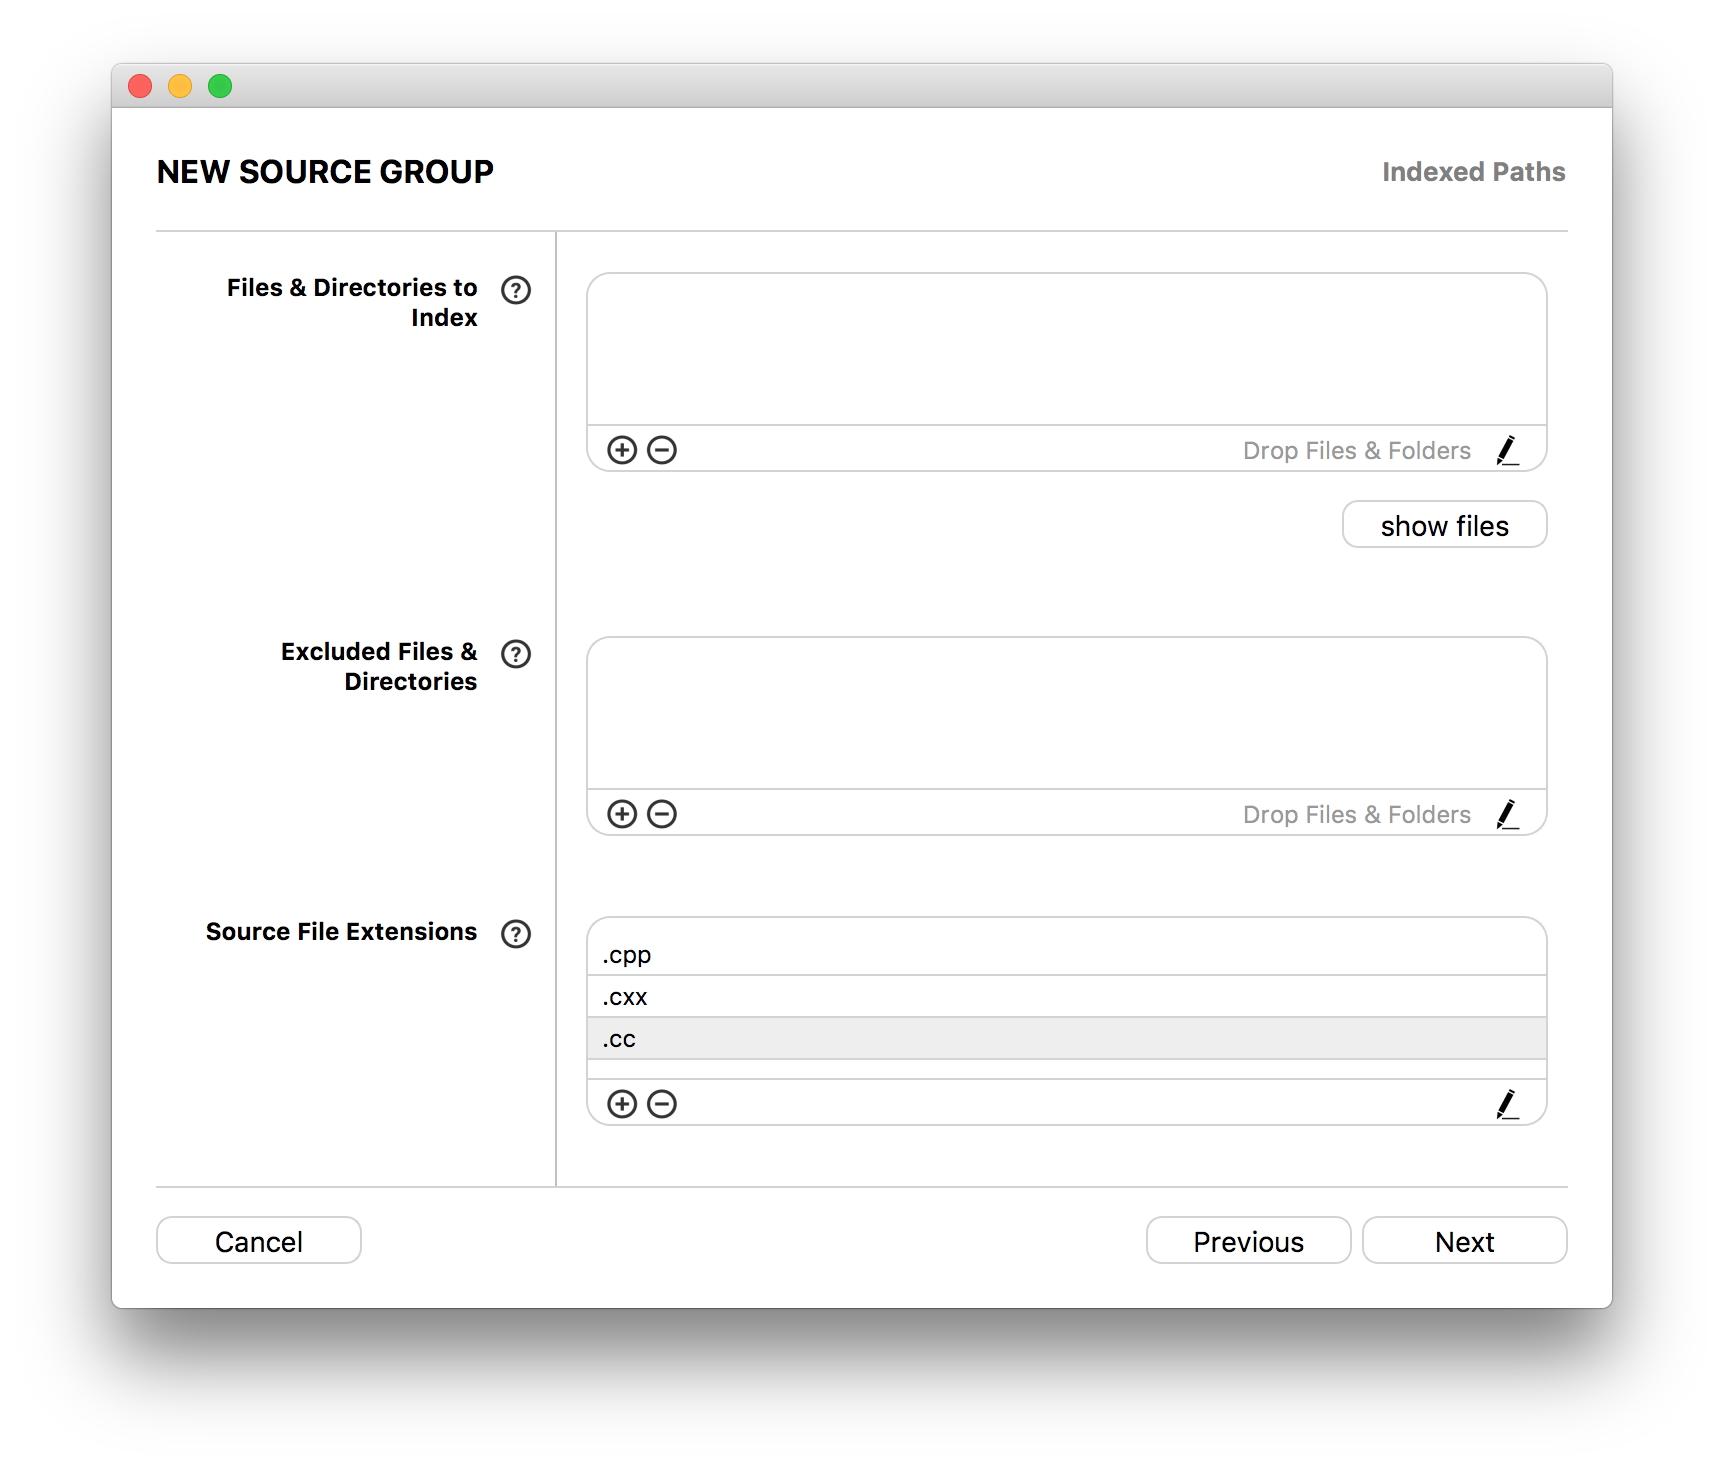 NEW SOURCE GROUP
Indexed Paths
Files & Directories to
Index
?
Drop Files & Folders
show files
Excluded Files &
Directories
?
Drop Files & Folders
Source File Extensions
?
.cpp
.cxx
.cc
Cancel
Previous
Next